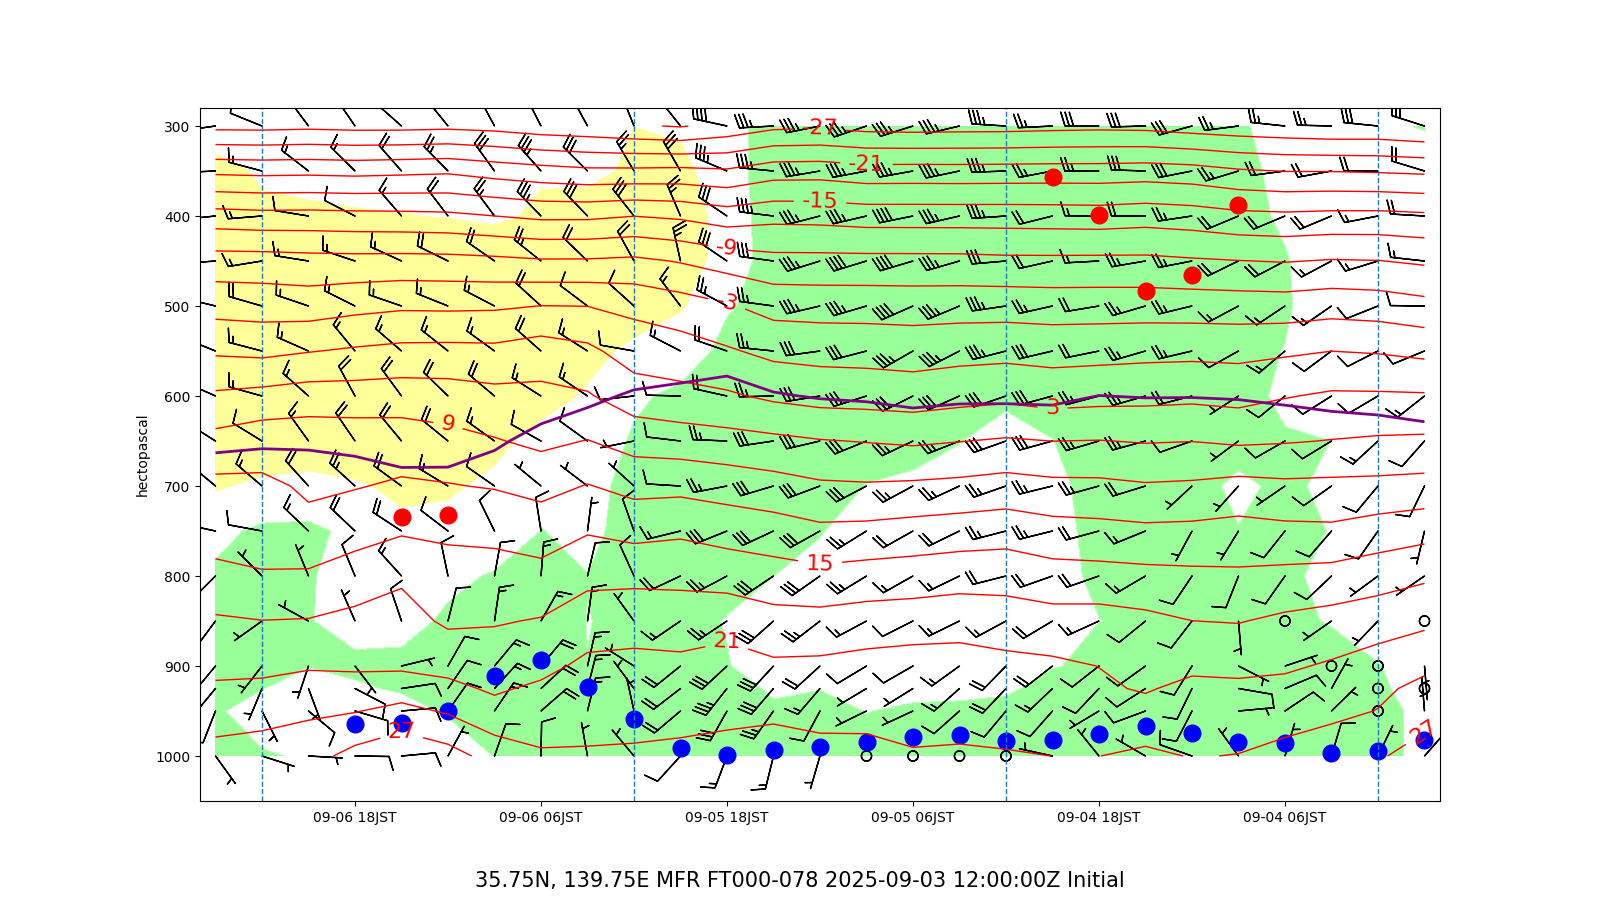 300
400
500
600
700
800
900
1000
hectopascal
-27
-21
-15
-9
-3
3
9
15
21
27
27
09-06 18JST
09-06 06JST
09-05 18JST
09-05 06JST
09-04 18JST
09-04 06JST
35.75N, 139.75E MFR FT000-078 2025-09-03 12:00:00Z Initial